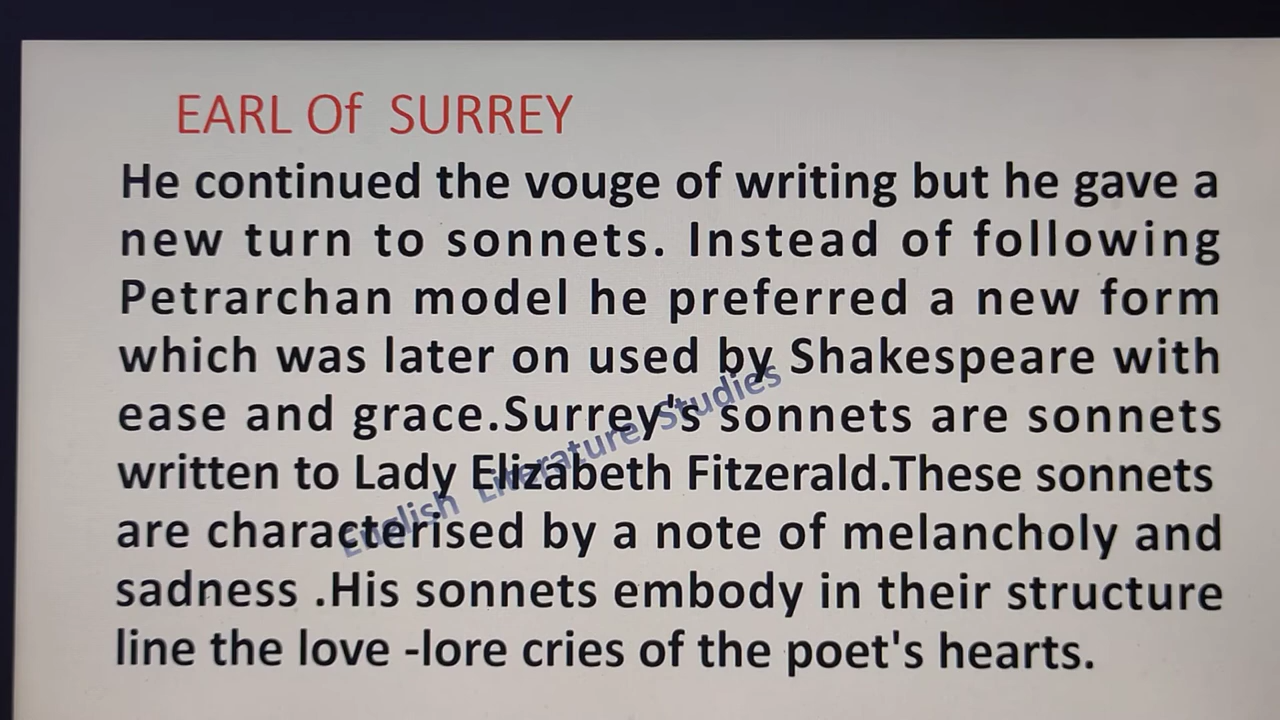 EARL Of SURREY
He continued the vouge of writing but he gave a
new turn to sonnets. Instead of following
Petrarchan model he preferred a new form
which was later on used by Shakespeare with
ease and grace.Surrey's sonnets are sonnets
written to Lady Elizabeth Fitzerald.These sonnets
are characterised by a note of melancholy and
sadness .His sonnets embody in their structure
line the love -lore cries of the poet's hearts.
English Literature Studies